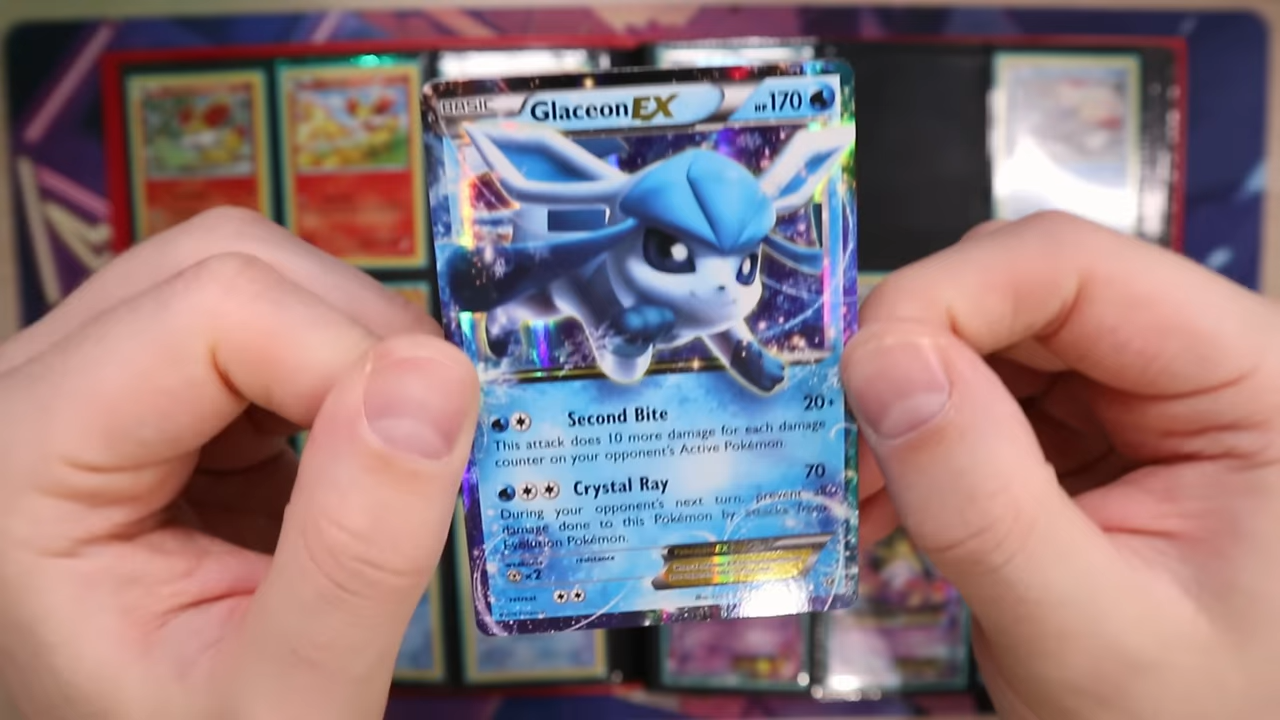 BASIC Glaceon EX HP170
Second Bite 20+
This attack does 10 more damage for each damage
counter on your opponent's Active Pokémon.
Crystal Ray 70
During your opponent's next turn, prevent all
damage done to this Pokémon by attacks from
Evolution Pokémon.
weakness resistance
×2
retreat